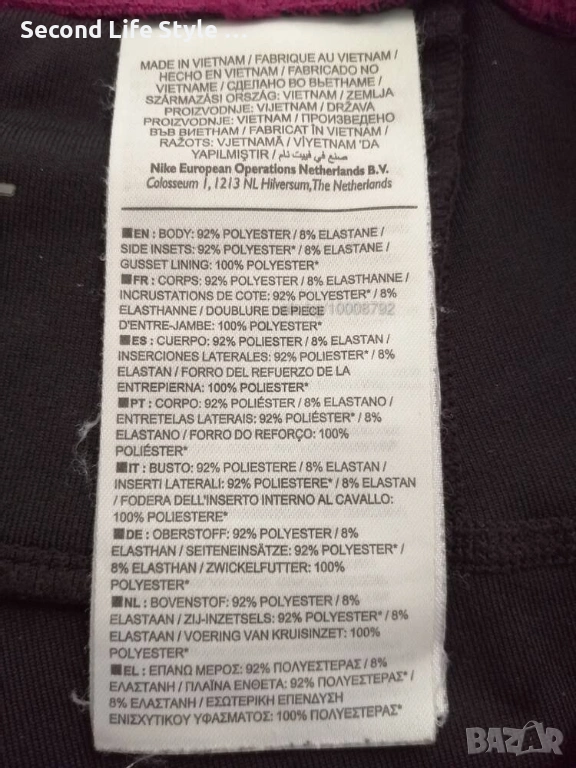 Second Life Style ...
MADE IN VIETNAM / FABRIQUE AU VIETNAM /
HECHO EN VIETNAM / FABRICADO NO
VIETNAME / СДЕЛАНО ВО ВЬЕТНАМЕ /
SZÁRMAZÁSI ORSZÁG: VIETNAM / ZEMLJA
PROIZVODNJE: VIJETNAM / DRŽAVA
PROIZVODNJE: VIETNAM / ПРОИЗВЕДЕНО
ВЪВ ВИЕТНАМ / FABRICAT ÎN VIETNAM /
RAŽOTS: VJETNAMĀ / VİYETNAM'DA
YAPILMIŞTIR / صنع في فييت نام
Nike European Operations Netherlands B.V.
Colosseum 1, 1213 NL Hilversum, The Netherlands
■ EN : BODY: 92% POLYESTER / 8% ELASTANE /
SIDE INSETS: 92% POLYESTER* / 8% ELASTANE /
GUSSET LINING: 100% POLYESTER*
■ FR : CORPS: 92% POLYESTER / 8% ELASTHANNE /
INCRUSTATIONS DE COTE: 92% POLYESTER* / 8%
ELASTHANNE / DOUBLURE DE PIECE
D'ENTRE-JAMBE: 100% POLYESTER*
■ ES : CUERPO: 92% POLIÉSTER / 8% ELASTAN /
INSERCIONES LATERALES: 92% POLIÉSTER* / 8%
ELASTAN / FORRO DEL REFUERZO DE LA
ENTREPIERNA: 100% POLIÉSTER*
■ PT : CORPO: 92% POLIÉSTER / 8% ELASTANO /
ENTRETELAS LATERAIS: 92% POLIÉSTER* / 8%
ELASTANO / FORRO DO REFORÇO: 100%
POLIÉSTER*
■ IT : BUSTO: 92% POLIESTERE / 8% ELASTAN /
INSERTI LATERALI: 92% POLIESTERE* / 8% ELASTAN
/ FODERA DELL'INSERTO INTERNO AL CAVALLO:
100% POLIESTERE*
■ DE : OBERSTOFF: 92% POLYESTER / 8%
ELASTHAN / SEITENEINSÄTZE: 92% POLYESTER* /
8% ELASTHAN / ZWICKELFUTTER: 100%
POLYESTER*
■ NL : BOVENSTOF: 92% POLYESTER / 8%
ELASTAAN / ZIJ-INZETSELS: 92% POLYESTER* / 8%
ELASTAAN / VOERING VAN KRUISINZET: 100%
POLYESTER*
■ EL : ΕΠΑΝΩ ΜΕΡΟΣ: 92% ΠΟΛΥΕΣΤΕΡΑΣ / 8%
ΕΛΑΣΤΑΝΗ / ΠΛΑΪΝΑ ΕΝΘΕΤΑ: 92% ΠΟΛΥΕΣΤΕΡΑΣ* /
8% ΕΛΑΣΤΑΝΗ / ΕΣΩΤΕΡΙΚΗ ΕΠΕΝΔΥΣΗ
ΕΝΙΣΧΥΤΙΚΟΥ ΥΦΑΣΜΑΤΟΣ: 100% ΠΟΛΥΕΣΤΕΡΑΣ*
BAZAR